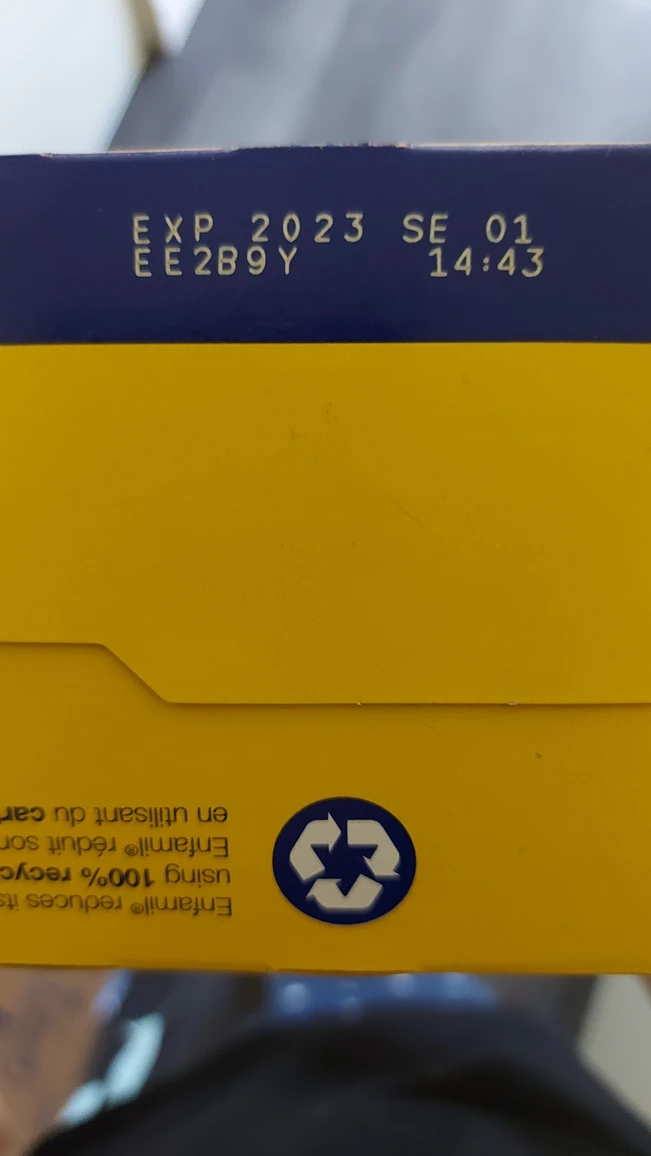 EXP 2023 SE 01
EE2B9Y 14:43
Enfamil® reduces its
using 100% recyc
Enfamil® réduit son
en utilisant du car